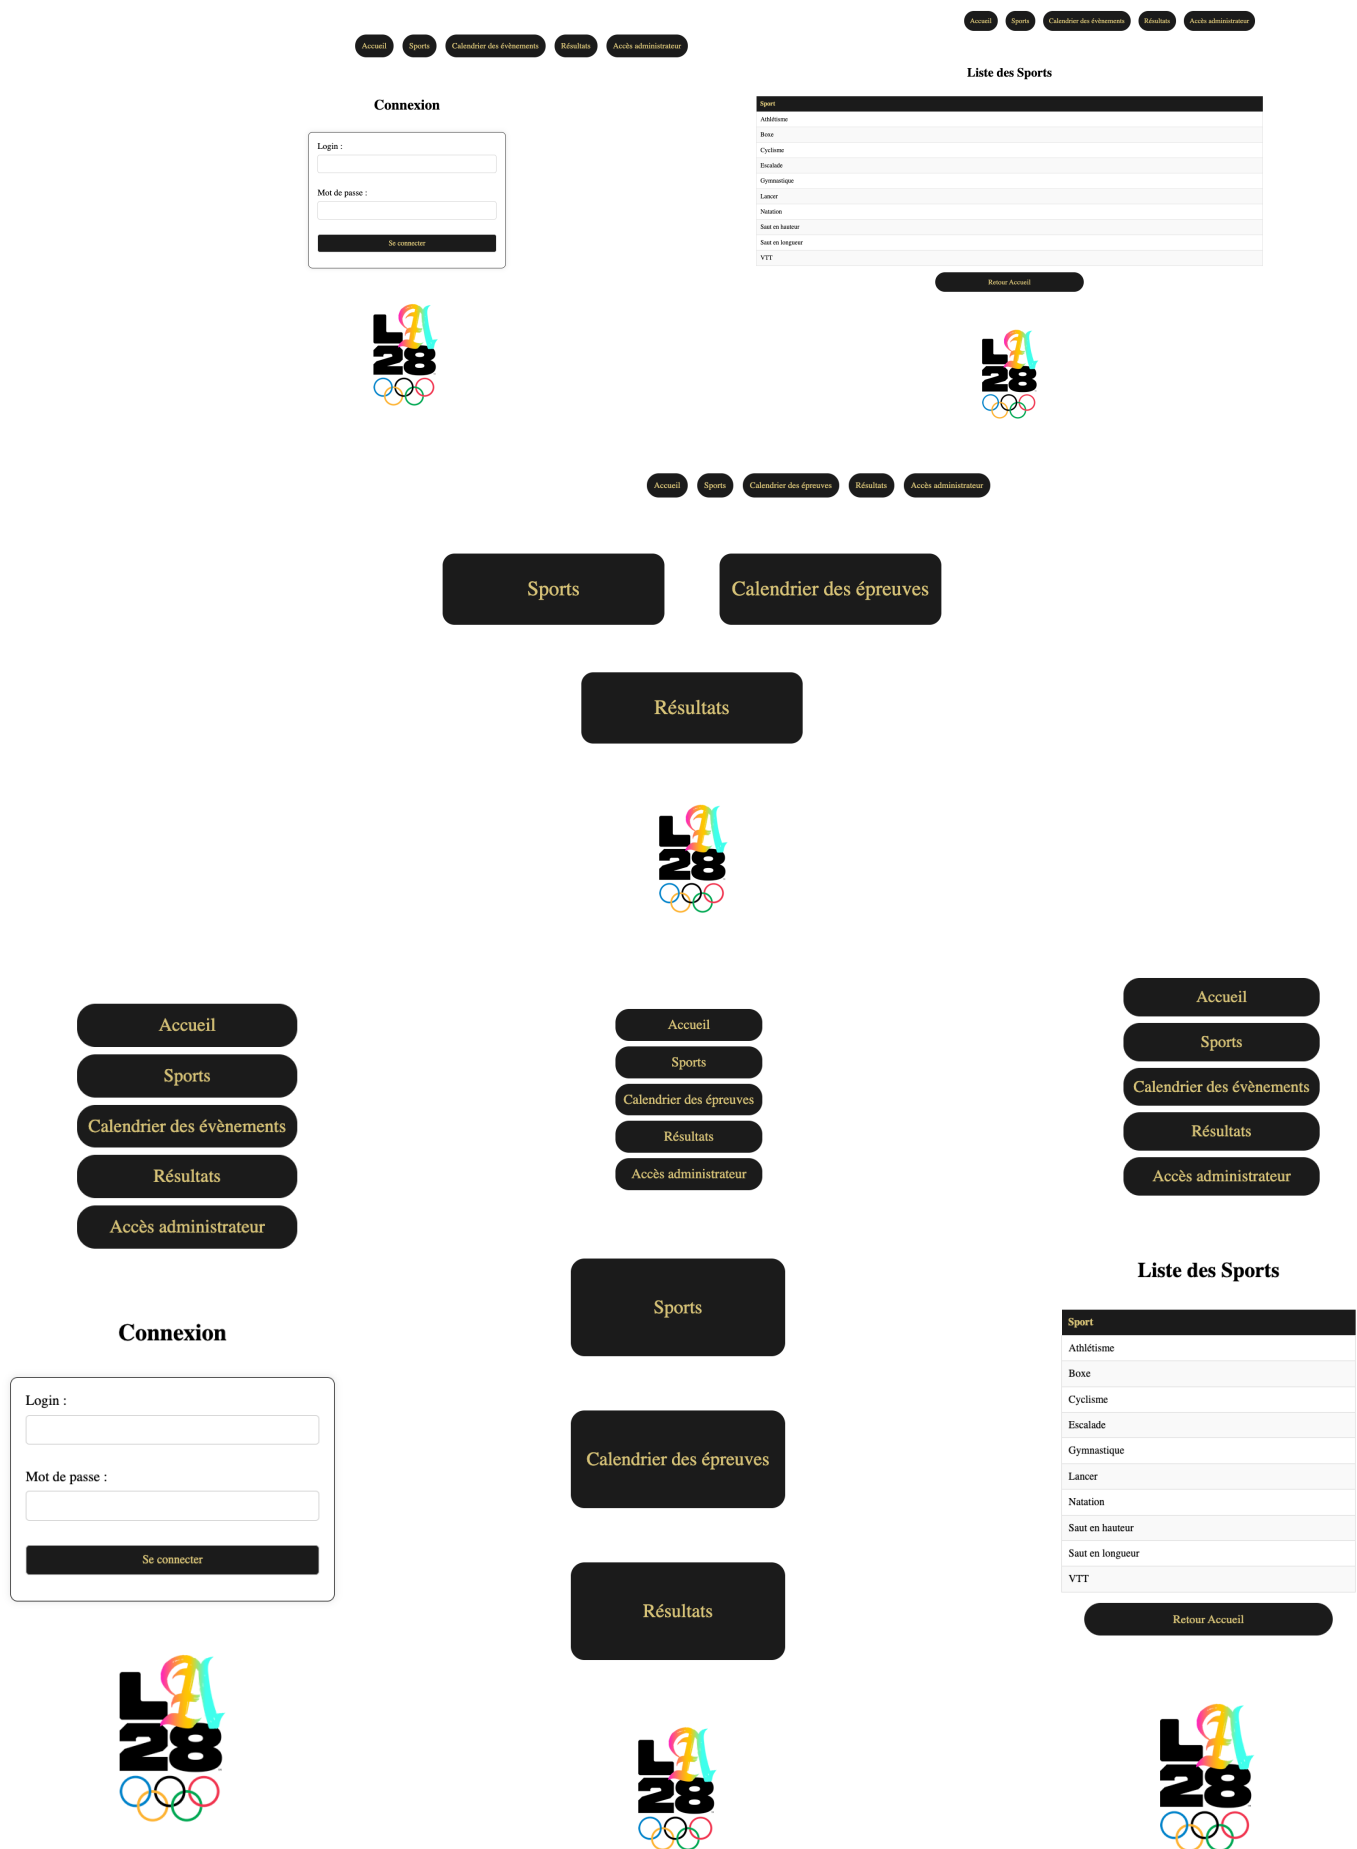 Accueil Sports Calendrier des évènements Résultats Accès administrateur
Connexion
Login :
Mot de passe :
Se connecter
LA
28
Accueil Sports Calendrier des évènements Résultats Accès administrateur
Liste des Sports
Sport
Athlétisme
Boxe
Cyclisme
Escalade
Gymnastique
Lancer
Natation
Saut en hauteur
Saut en longueur
VTT
Retour Accueil
LA
28
Accueil Sports Calendrier des épreuves Résultats Accès administrateur
Sports
Calendrier des épreuves
Résultats
LA
28
Accueil
Sports
Calendrier des évènements
Résultats
Accès administrateur
Connexion
Login :
Mot de passe :
Se connecter
LA
28
Accueil
Sports
Calendrier des épreuves
Résultats
Accès administrateur
Sports
Calendrier des épreuves
Résultats
LA
28
Accueil
Sports
Calendrier des évènements
Résultats
Accès administrateur
Liste des Sports
Sport
Athlétisme
Boxe
Cyclisme
Escalade
Gymnastique
Lancer
Natation
Saut en hauteur
Saut en longueur
VTT
Retour Accueil
LA
28